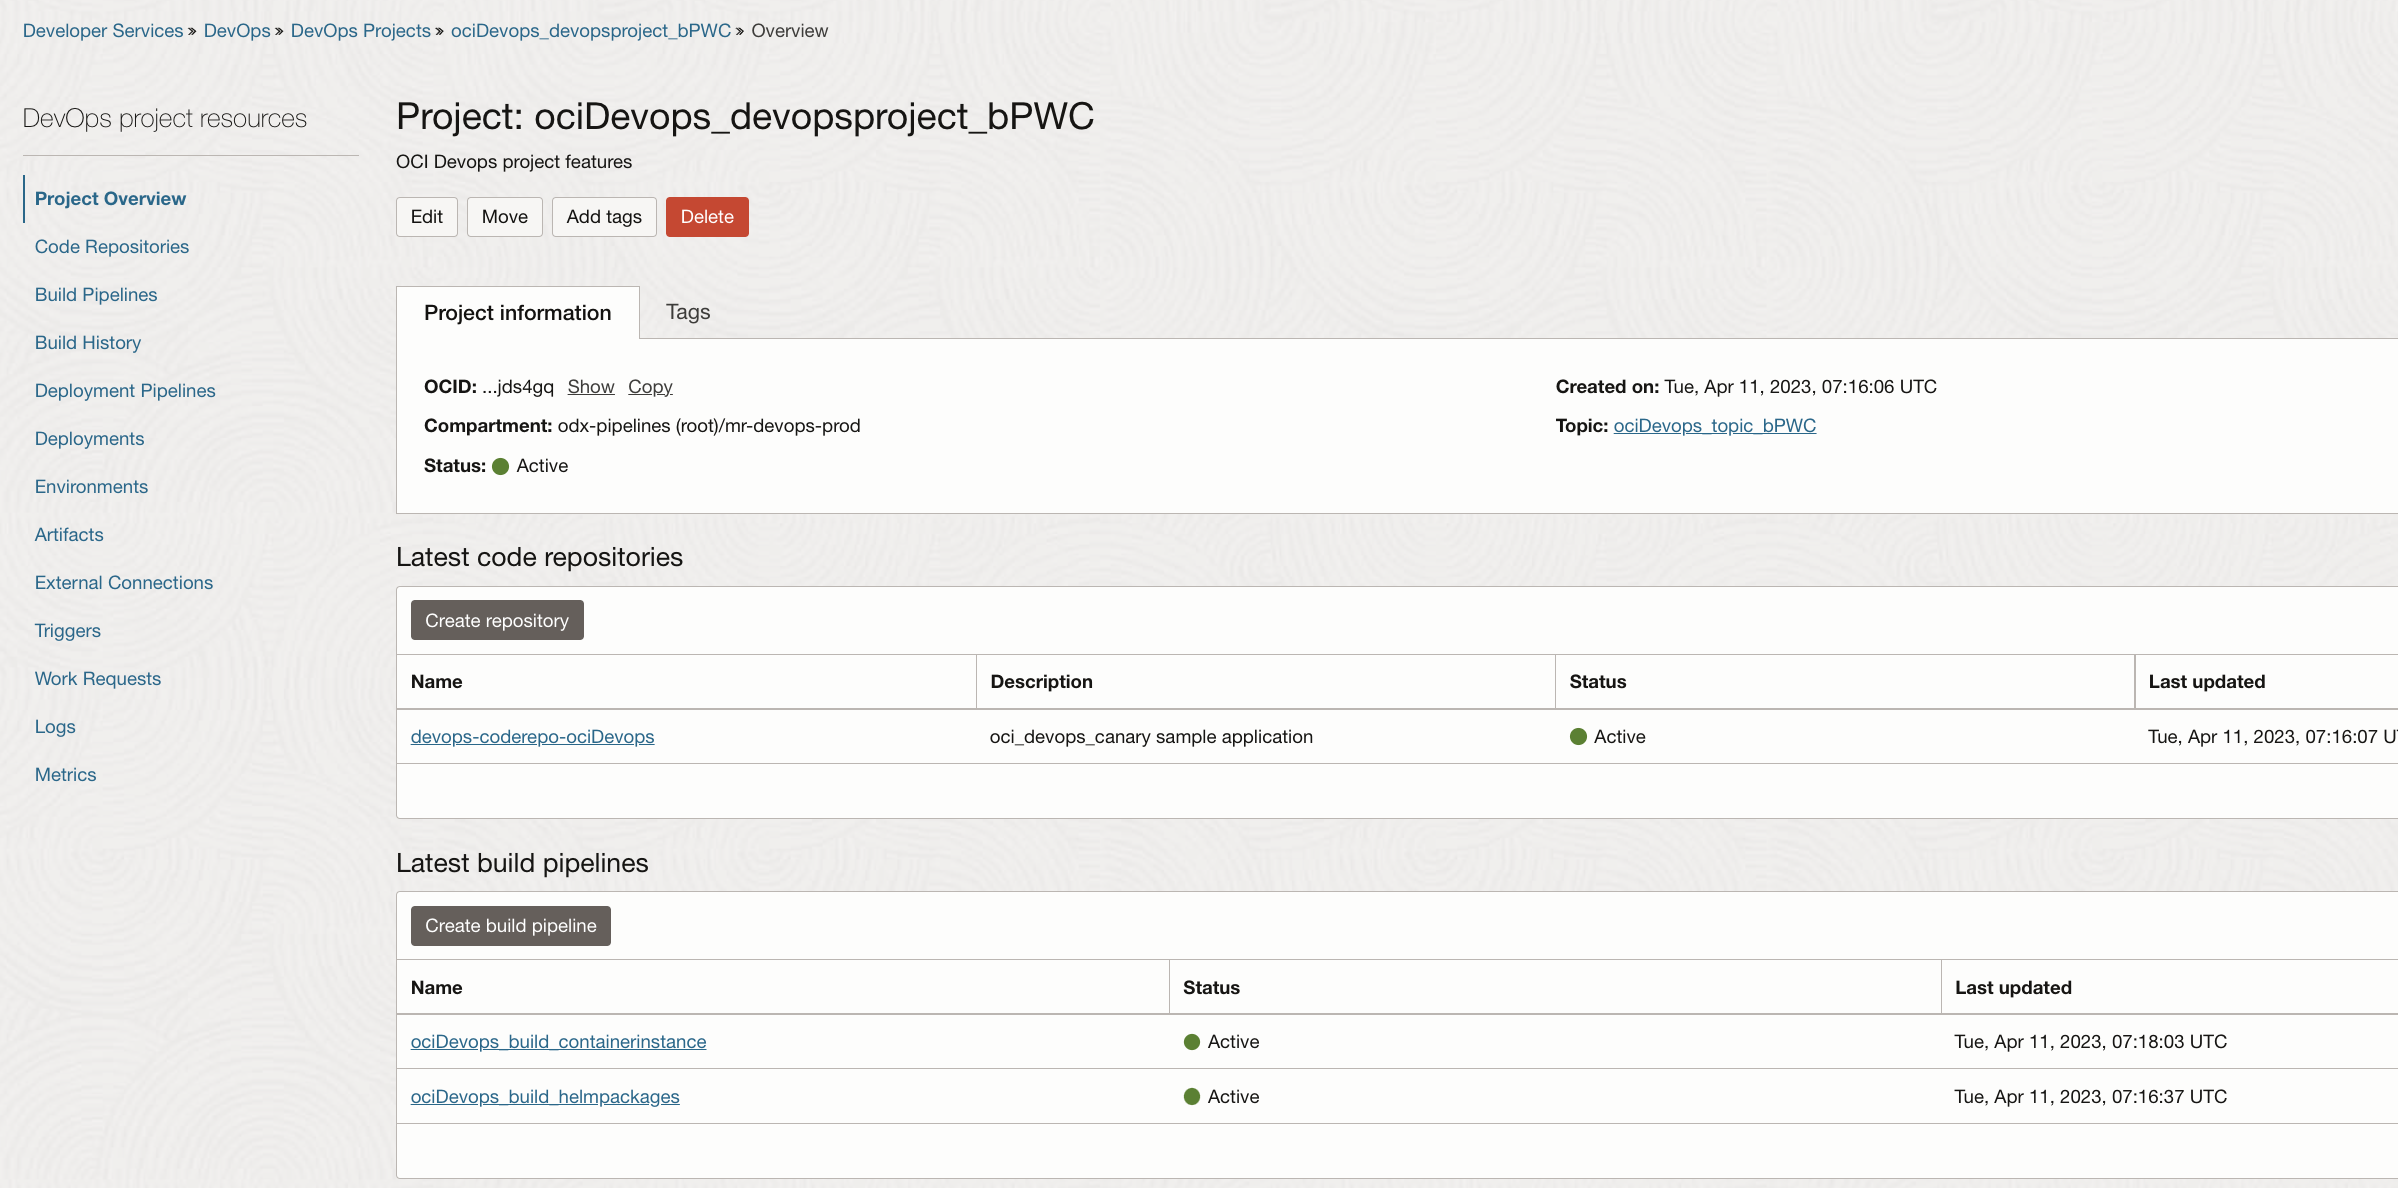 Developer Services » DevOps » DevOps Projects » ociDevops_devopsproject_bPWC » Overview
DevOps project resources
Project Overview
Code Repositories
Build Pipelines
Build History
Deployment Pipelines
Deployments
Environments
Artifacts
External Connections
Triggers
Work Requests
Logs
Metrics
Project: ociDevops_devopsproject_bPWC
OCI Devops project features
Edit Move Add tags Delete
Project information Tags
OCID: ...jds4gq Show Copy
Compartment: odx-pipelines (root)/mr-devops-prod
Status: Active
Created on: Tue, Apr 11, 2023, 07:16:06 UTC
Topic: ociDevops_topic_bPWC
Latest code repositories
Create repository
Name Description Status Last updated
devops-coderepo-ociDevops oci_devops_canary sample application Active Tue, Apr 11, 2023, 07:16:07
Latest build pipelines
Create build pipeline
Name Status Last updated
ociDevops_build_containerinstance Active Tue, Apr 11, 2023, 07:18:03 UTC
ociDevops_build_helmpackages Active Tue, Apr 11, 2023, 07:16:37 UTC